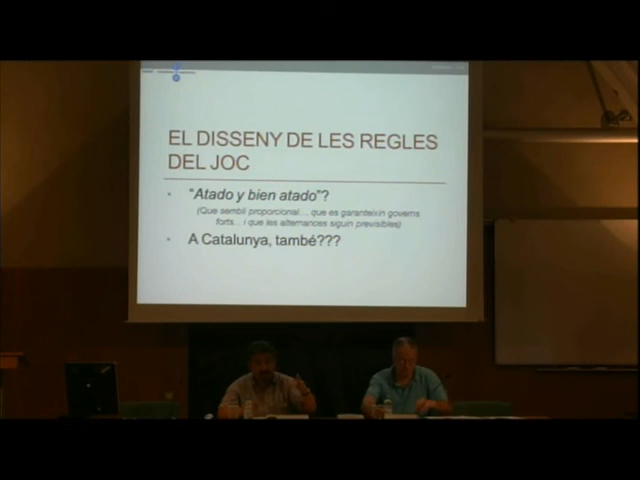 EL DISSENY DE LES REGLES
DEL JOC
• "Atado y bien atado"?
(Que sembli proporcional... que es garanteixin governs
forts... i que les alternances siguin previsibles)
• A Catalunya, també???